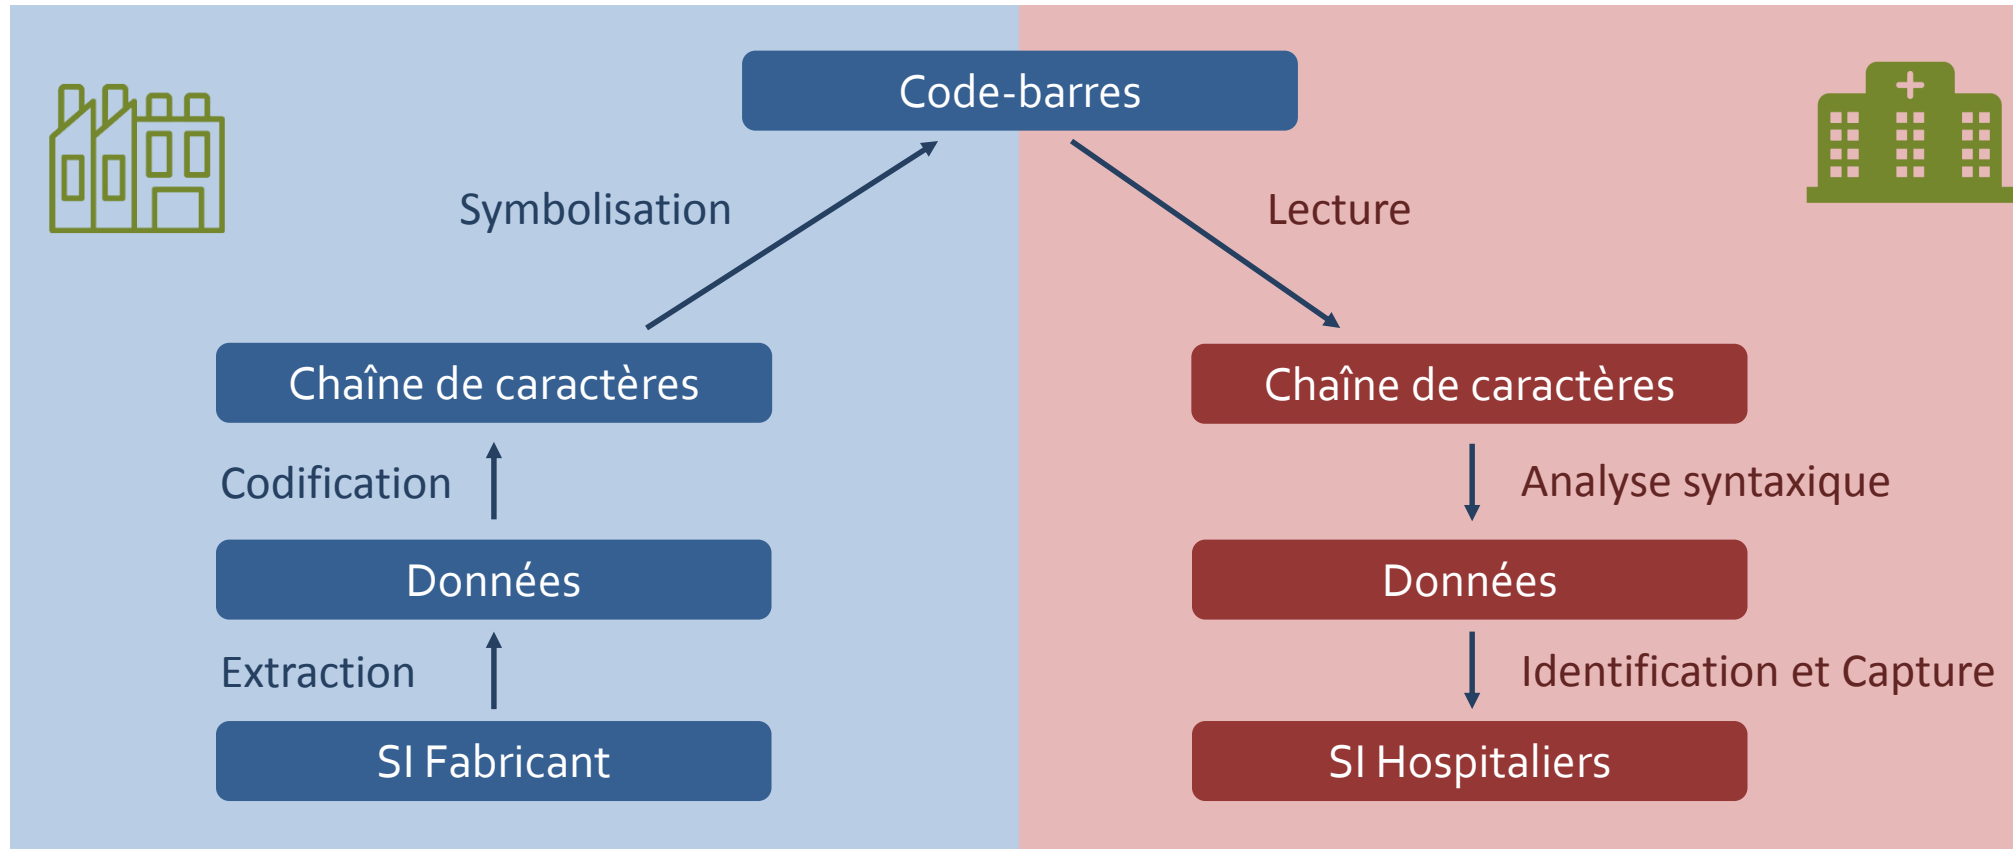 Code-barres
Symbolisation
Lecture
Chaîne de caractères
Chaîne de caractères
Codification
Analyse syntaxique
Données
Données
Extraction
Identification et Capture
SI Fabricant
SI Hospitaliers